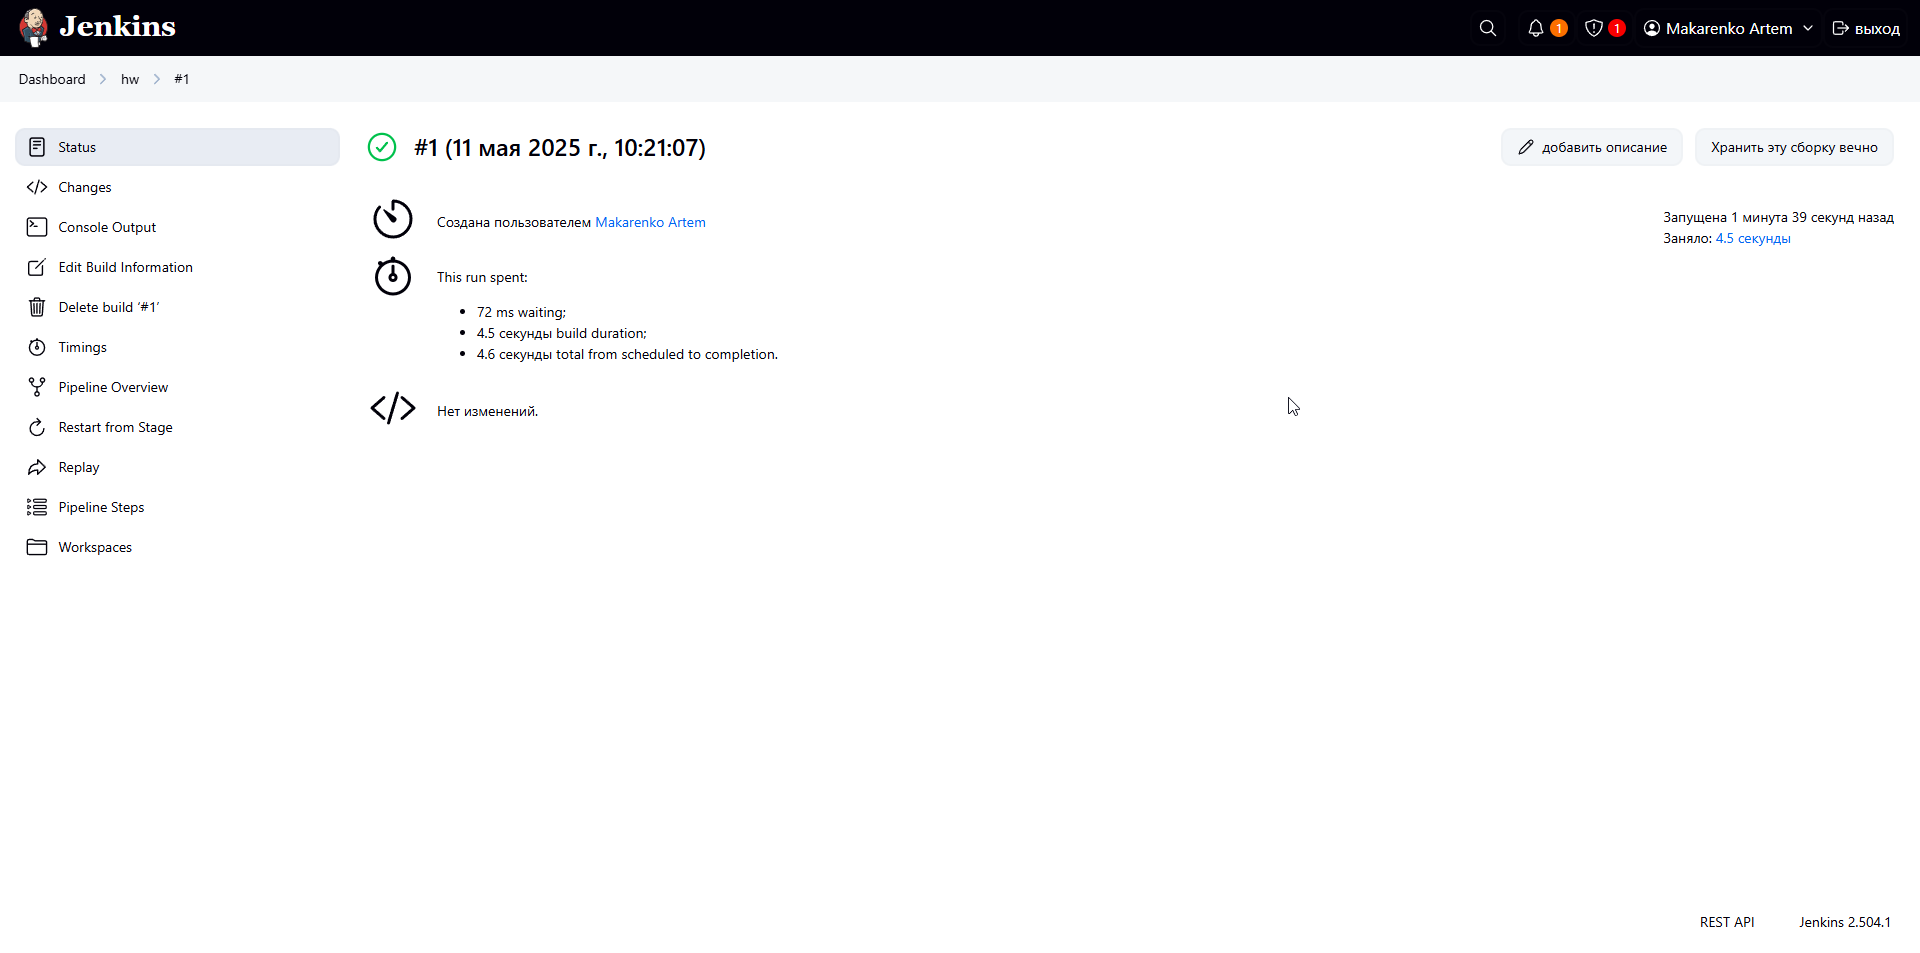 Jenkins
1
1
Makarenko Artem
выход
Dashboard
hw
#1
Status
Changes
Console Output
Edit Build Information
Delete build ‘#1’
Timings
Pipeline Overview
Restart from Stage
Replay
Pipeline Steps
Workspaces
#1 (11 мая 2025 г., 10:21:07)
добавить описание
Хранить эту сборку вечно
Создана пользователем Makarenko Artem
Запущена 1 минута 39 секунд назад
Заняло: 4.5 секунды
This run spent:
72 ms waiting;
4.5 секунды build duration;
4.6 секунды total from scheduled to completion.
Нет изменений.
REST API
Jenkins 2.504.1